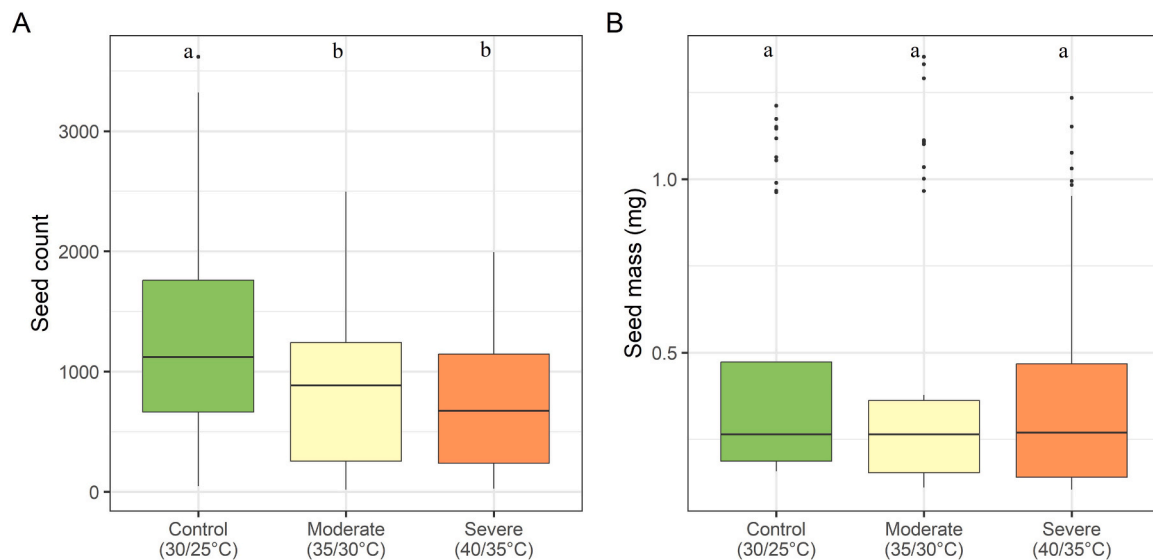 A
a
b
b
Seed count
3000
2000
1000
0
Control
(30/25°C)
Moderate
(35/30°C)
Severe
(40/35°C)
B
a
a
a
Seed mass (mg)
1.0
0.5
Control
(30/25°C)
Moderate
(35/30°C)
Severe
(40/35°C)